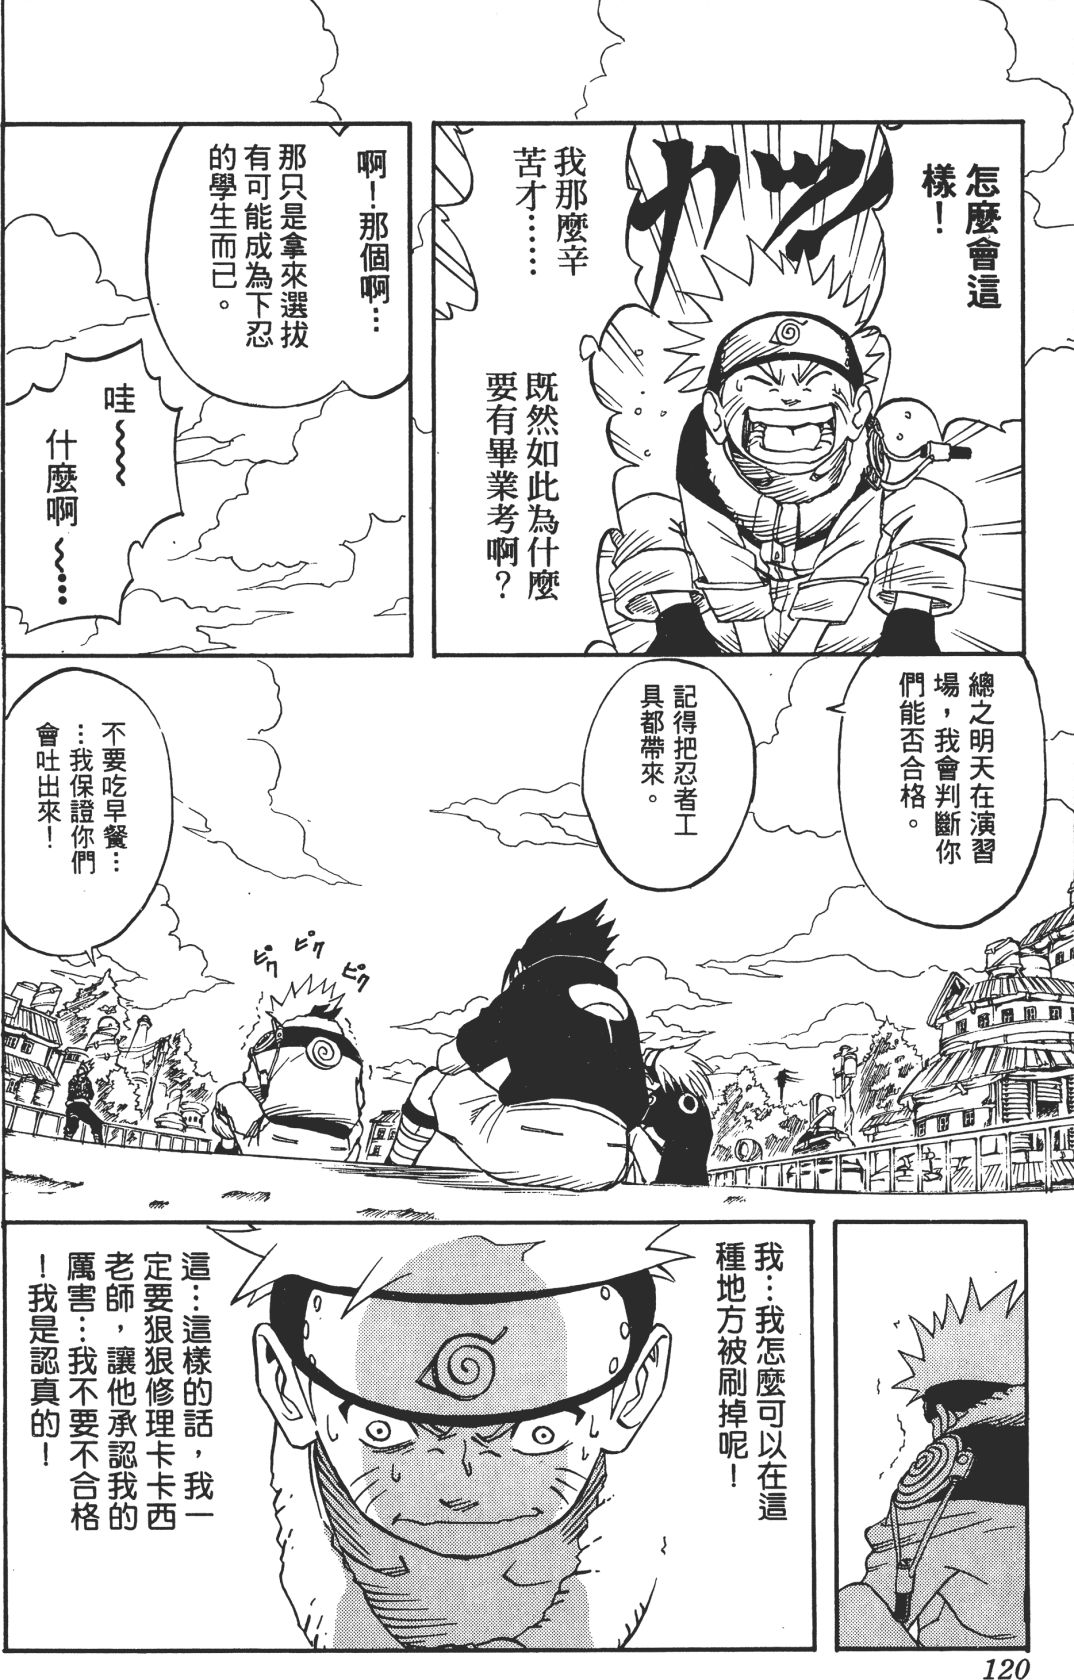 怎麼會這
樣！
ガッツ
我那麼辛
苦才……
既然如此為什麼
要有畢業考啊？
啊！那個啊…
那只是拿來選拔
有可能成為下忍
的學生而已。
哇～～
什麼啊～…
總之明天在演習
場，我會判斷你
們能否合格。
記得把忍者工
具都帶來。
不要吃早餐…
…我保證你們
會吐出來！
ピク
ピク
ピク
我…我怎麼可以在這
種地方被刷掉呢！
這…這樣的話，我一
定要狠狠修理卡卡西
老師，讓他承認我的
厲害…我不要不合格
！我是認真的！
120